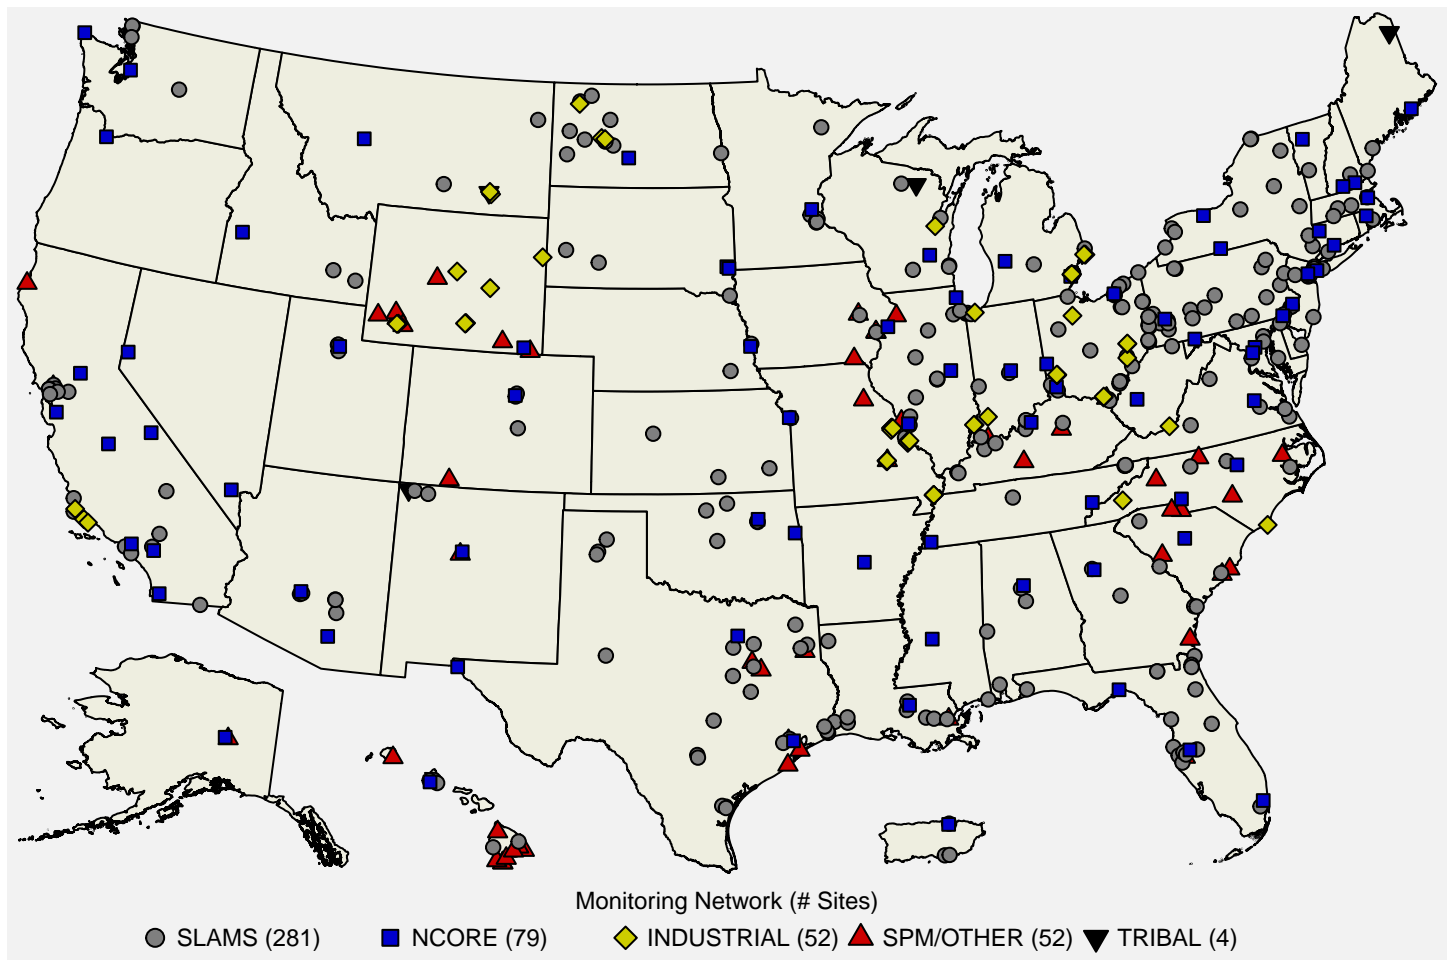 Monitoring Network (# Sites)
SLAMS (281) NCORE (79) INDUSTRIAL (52) SPM/OTHER (52) TRIBAL (4)